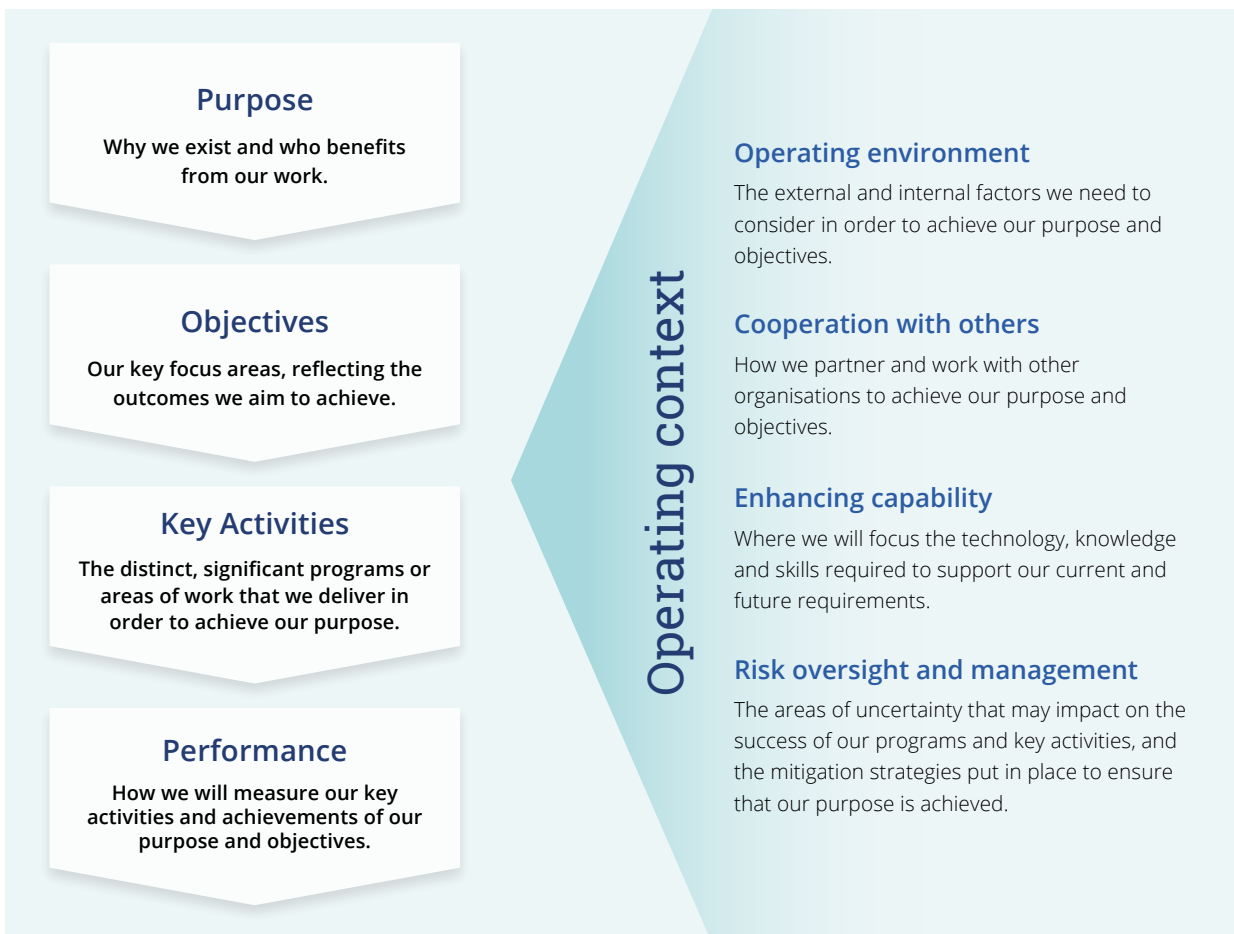 Purpose
Why we exist and who benefits
from our work.
Objectives
Our key focus areas, reflecting the
outcomes we aim to achieve.
Key Activities
The distinct, significant programs or
areas of work that we deliver in
order to achieve our purpose.
Performance
How we will measure our key
activities and achievements of our
purpose and objectives.
Operating context
Operating environment
The external and internal factors we need to
consider in order to achieve our purpose and
objectives.
Cooperation with others
How we partner and work with other
organisations to achieve our purpose and
objectives.
Enhancing capability
Where we will focus the technology, knowledge
and skills required to support our current and
future requirements.
Risk oversight and management
The areas of uncertainty that may impact on the
success of our programs and key activities, and
the mitigation strategies put in place to ensure
that our purpose is achieved.